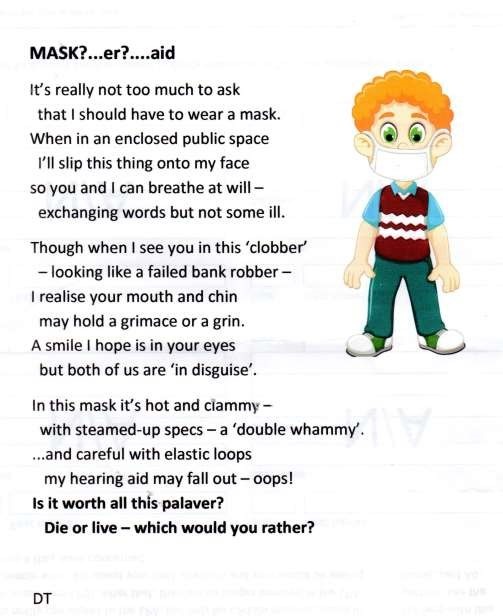 MASK?...er?....aid
It's really not too much to ask
that I should have to wear a mask.
When in an enclosed public space
I'll slip this thing onto my face
so you and I can breathe at will –
exchanging words but not some ill.
Though when I see you in this 'clobber'
– looking like a failed bank robber –
I realise your mouth and chin
may hold a grimace or a grin.
A smile I hope is in your eyes
but both of us are 'in disguise'.
In this mask it's hot and clammy –
with steamed-up specs – a 'double whammy'.
...and careful with elastic loops
my hearing aid may fall out – oops!
Is it worth all this palaver?
Die or live – which would you rather?
DT